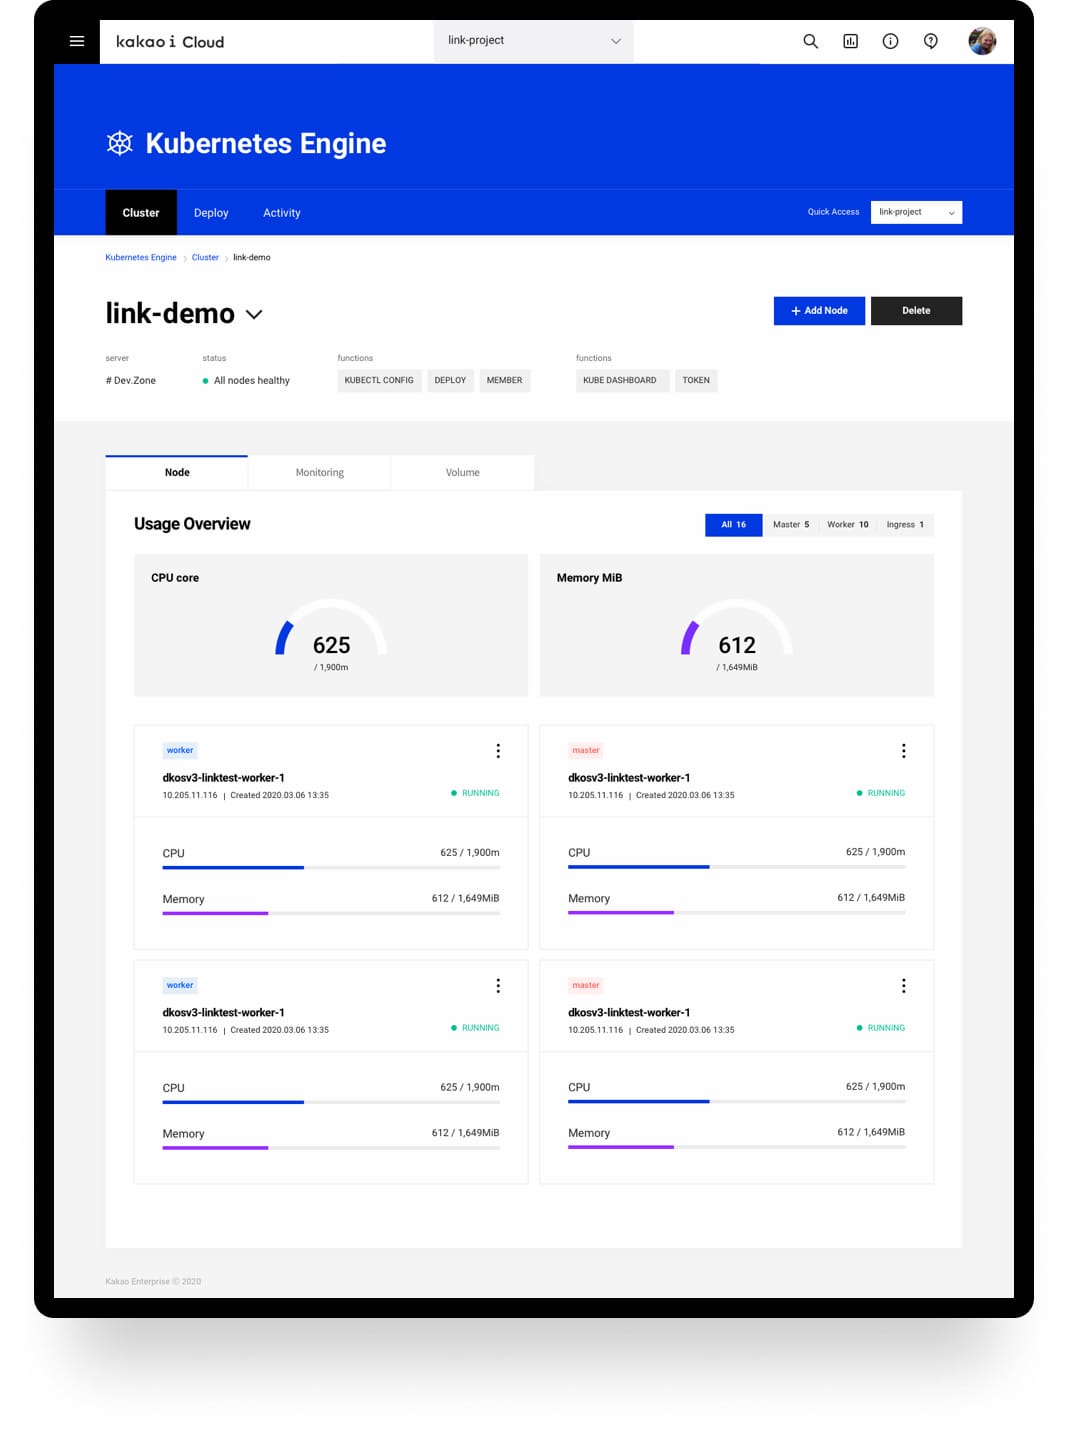 kakao i Cloud
link-project
Kubernetes Engine
Cluster Deploy Activity
Quick Access link-project
Kubernetes Engine Cluster link-demo
link-demo
+ Add Node Delete
server status functions functions
# Dev.Zone All nodes healthy KUBECTL CONFIG DEPLOY MEMBER KUBE DASHBOARD TOKEN
Node Monitoring Volume
Usage Overview
All 16 Master 5 Worker 10 Ingress 1
CPU core
625
/ 1,900m
Memory MiB
612
/ 1,649MiB
worker
dkosv3-linktest-worker-1
10.205.11.116 | Created 2020.03.06 13:35 RUNNING
CPU 625 / 1,900m
Memory 612 / 1,649MiB
master
dkosv3-linktest-worker-1
10.205.11.116 | Created 2020.03.06 13:35 RUNNING
CPU 625 / 1,900m
Memory 612 / 1,649MiB
worker
dkosv3-linktest-worker-1
10.205.11.116 | Created 2020.03.06 13:35 RUNNING
CPU 625 / 1,900m
Memory 612 / 1,649MiB
master
dkosv3-linktest-worker-1
10.205.11.116 | Created 2020.03.06 13:35 RUNNING
CPU 625 / 1,900m
Memory 612 / 1,649MiB
Kakao Enterprise ⓒ 2020